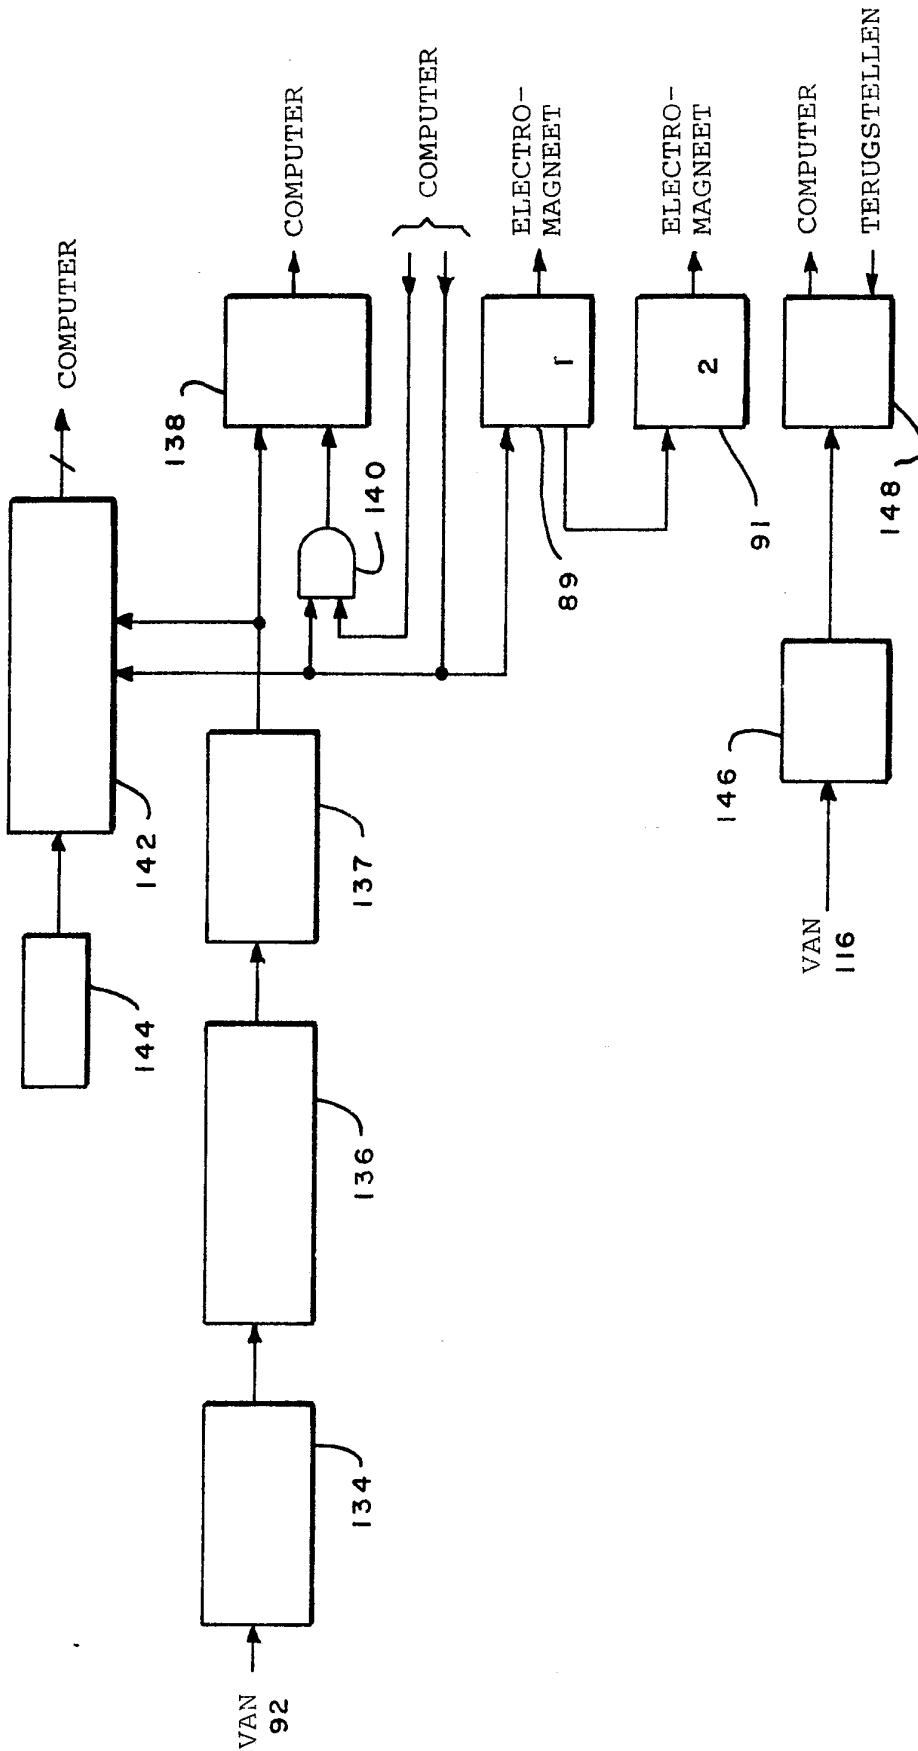 COMPUTER
144
142
138
COMPUTER
140
COMPUTER
VAN
92
134
136
137
ELECTRO-
MAGNEET
1
89
ELECTRO-
MAGNEET
2
91
VAN
116
146
148
COMPUTER
TERUGSTELLEN